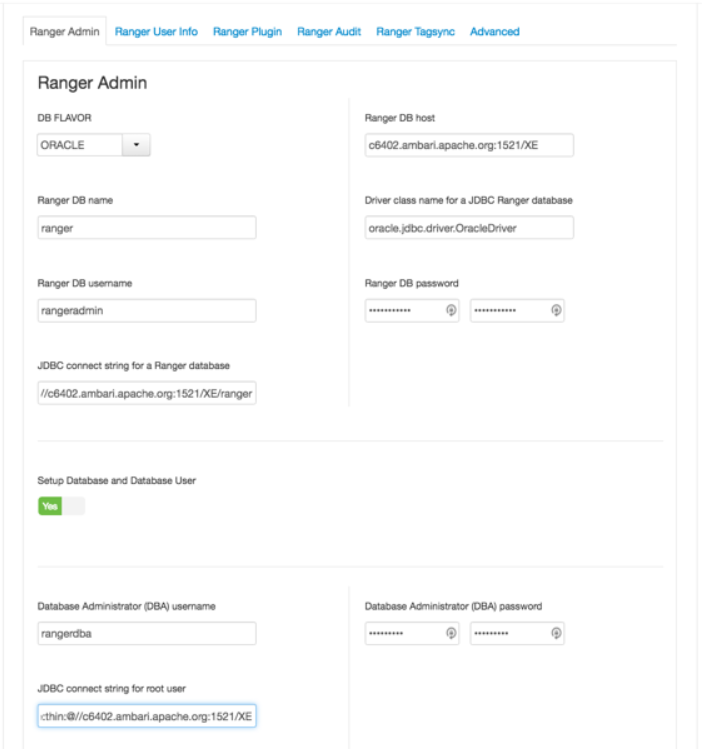 Ranger Admin Ranger User Info Ranger Plugin Ranger Audit Ranger Tagsync Advanced
Ranger Admin
DB FLAVOR Ranger DB host
ORACLE c6402.ambari.apache.org:1521/XE
Ranger DB name Driver class name for a JDBC Ranger database
ranger oracle.jdbc.driver.OracleDriver
Ranger DB username Ranger DB password
rangeradmin ••••••••••• •••••••••••
JDBC connect string for a Ranger database
//c6402.ambari.apache.org:1521/XE/ranger
Setup Database and Database User
Yes
Database Administrator (DBA) username Database Administrator (DBA) password
rangerdba ••••••••• •••••••••
JDBC connect string for root user
:thin:@//c6402.ambari.apache.org:1521/XE